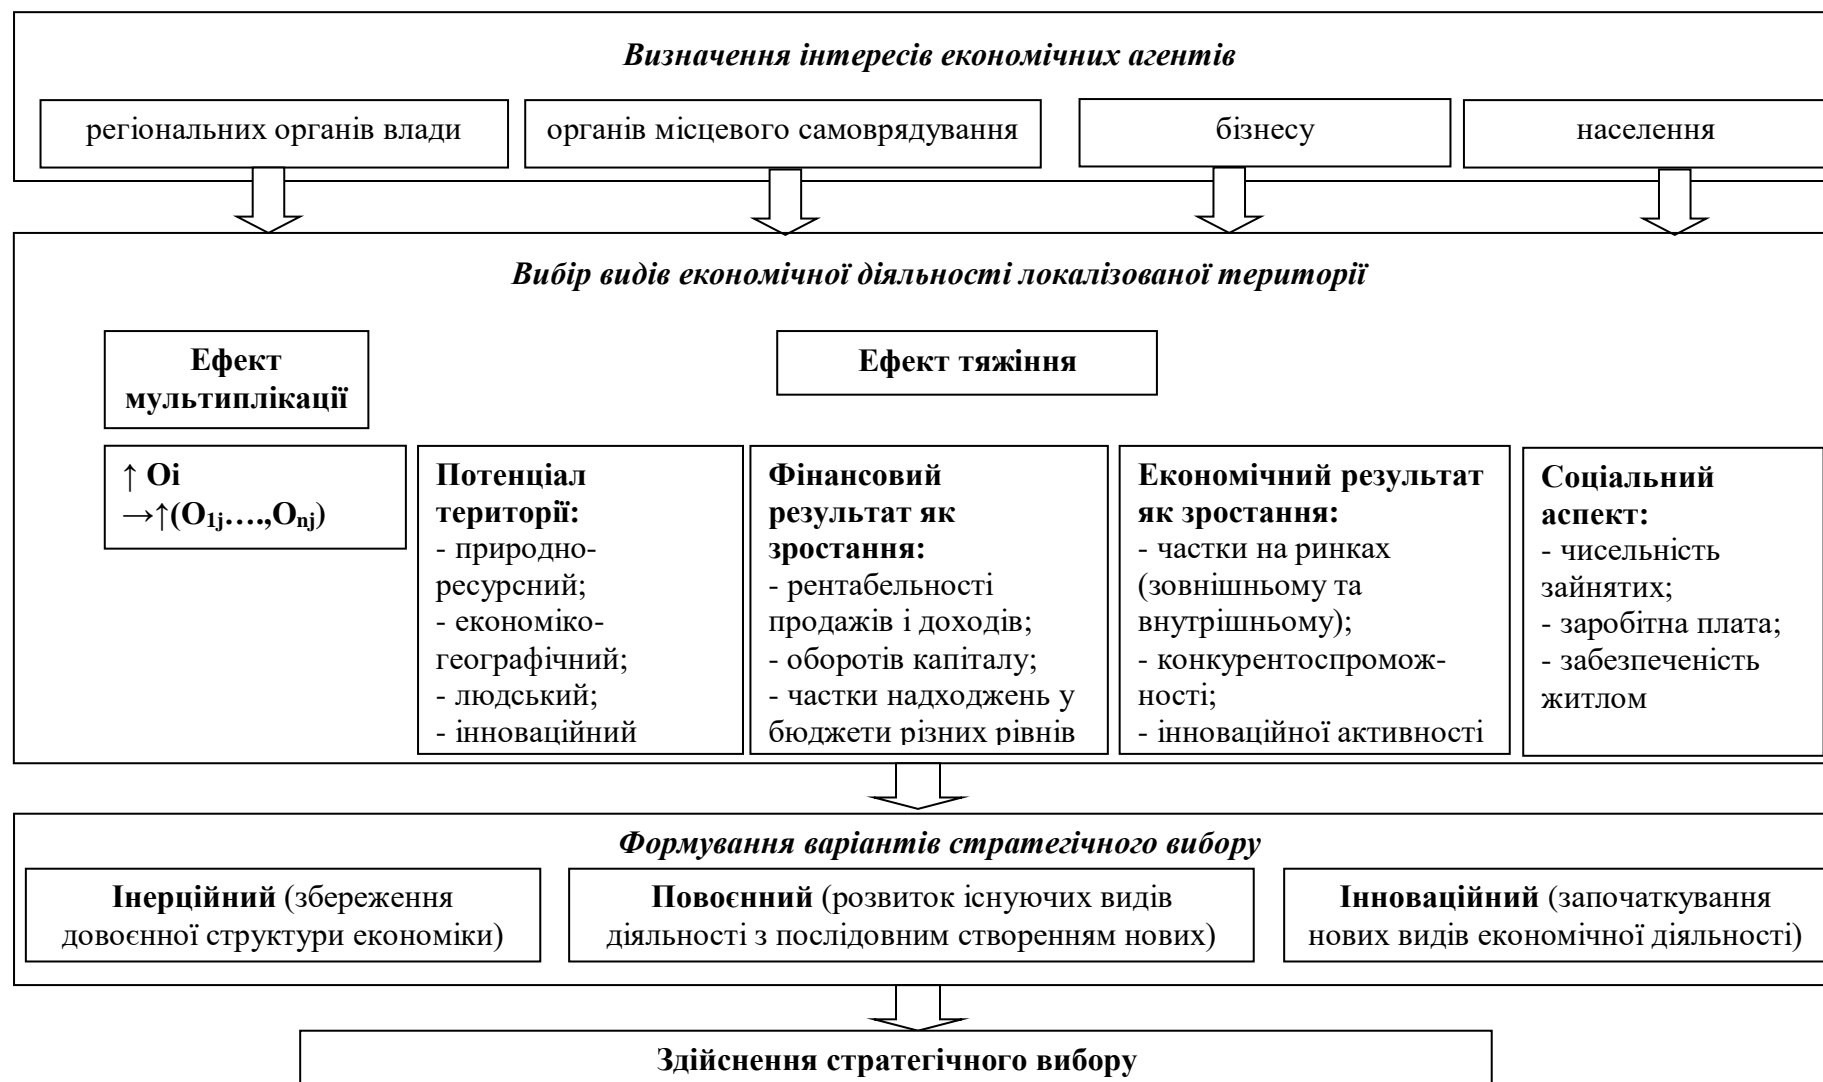 Визначення інтересів економічних агентів
регіональних органів влади
органів місцевого самоврядування
бізнесу
населення
Вибір видів економічної діяльності локалізованої території
Ефект
мультиплікації
Ефект тяжіння
↑ Оі
→↑(О1j….,Оnj)
Потенціал
території:
- природно-
ресурсний;
- економіко-
географічний;
- людський;
- інноваційний
Фінансовий
результат як
зростання:
- рентабельності
продажів і доходів;
- оборотів капіталу;
- частки надходжень у
бюджети різних рівнів
Економічний результат
як зростання:
- частки на ринках
(зовнішньому та
внутрішньому);
- конкурентоспромож-
ності;
- інноваційної активності
Соціальний
аспект:
- чисельність
зайнятих;
- заробітна плата;
- забезпеченість
житлом
Формування варіантів стратегічного вибору
Інерційний (збереження
довоєнної структури економіки)
Повоєнний (розвиток існуючих видів
діяльності з послідовним створенням нових)
Інноваційний (започаткування
нових видів економічної діяльності)
Здійснення стратегічного вибору